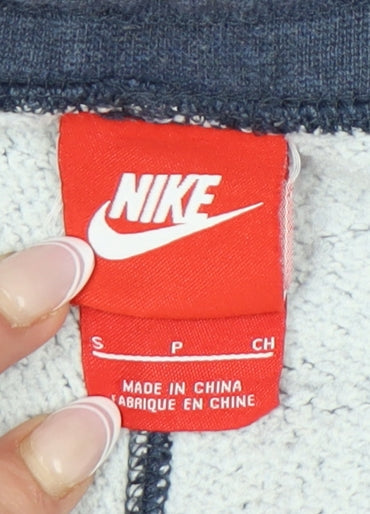 NIKE
S P CH
MADE IN CHINA
FABRIQUE EN CHINE